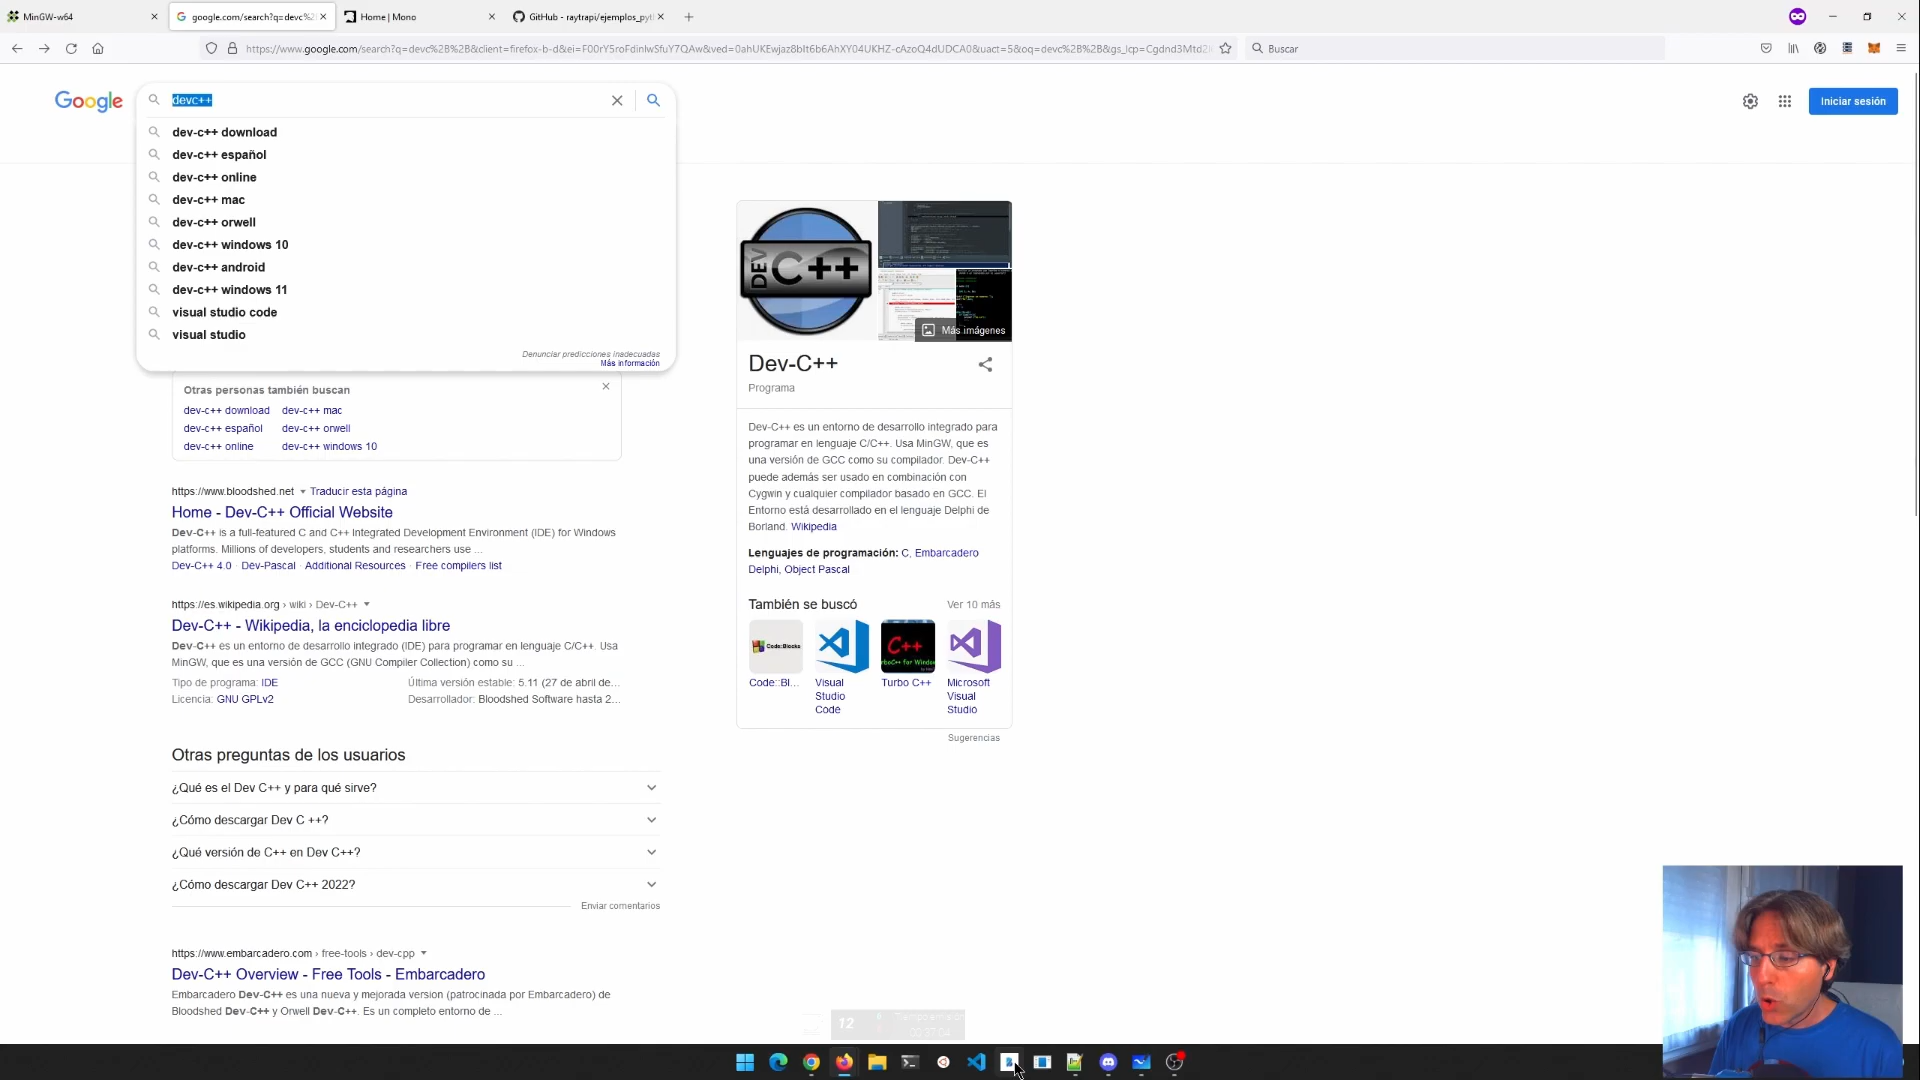 MinGW-w64
google.com/search?q=devc%2B
Home | Mono
GitHub - raytrapi/ejemplos_pyt
https://www.google.com/search?q=devc%2B%2B&client=firefox-b-d&ei=F00rY5roFdinlwSfuY7QAw&ved=0ahUKEwjaz8bIt6b6AhXY04UKHZ-cAzoQ4dUDCA0&uact=5&oq=devc%2B%2B&gs_lcp=Cgdnd3Mtd2l
Buscar
Google
devc++
Iniciar sesión
dev-c++ download
dev-c++ español
dev-c++ online
dev-c++ mac
dev-c++ orwell
dev-c++ windows 10
dev-c++ android
dev-c++ windows 11
visual studio code
visual studio
Denunciar predicciones inadecuadas
Más información
Otras personas también buscan
dev-c++ download dev-c++ mac
dev-c++ español dev-c++ orwell
dev-c++ online dev-c++ windows 10
https://www.bloodshed.net Traducir esta página
Home - Dev-C++ Official Website
Dev-C++ is a full-featured C and C++ Integrated Development Environment (IDE) for Windows
platforms. Millions of developers, students and researchers use ...
Dev-C++ 4.0 · Dev-Pascal · Additional Resources · Free compilers list
https://es.wikipedia.org › wiki › Dev-C++
Dev-C++ - Wikipedia, la enciclopedia libre
Dev-C++ es un entorno de desarrollo integrado (IDE) para programar en lenguaje C/C++. Usa
MinGW, que es una versión de GCC (GNU Compiler Collection) como su ...
Tipo de programa: IDE Última versión estable: 5.11 (27 de abril de...
Licencia: GNU GPLv2 Desarrollador: Bloodshed Software hasta 2...
Otras preguntas de los usuarios
¿Qué es el Dev C++ y para qué sirve?
¿Cómo descargar Dev C ++?
¿Qué versión de C++ en Dev C++?
¿Cómo descargar Dev C++ 2022?
Enviar comentarios
https://www.embarcadero.com › free-tools › dev-cpp
Dev-C++ Overview - Free Tools - Embarcadero
Embarcadero Dev-C++ es una nueva y mejorada version (patrocinada por Embarcadero) de
Bloodshed Dev-C++ y Orwell Dev-C++. Es un completo entorno de ...
DEV C++
Más imágenes
Dev-C++
Programa
Dev-C++ es un entorno de desarrollo integrado para
programar en lenguaje C/C++. Usa MinGW, que es
una versión de GCC como su compilador. Dev-C++
puede además ser usado en combinación con
Cygwin y cualquier compilador basado en GCC. El
Entorno está desarrollado en el lenguaje Delphi de
Borland. Wikipedia
Lenguajes de programación: C, Embarcadero
Delphi, Object Pascal
También se buscó Ver 10 más
Code::Blocks
C++
Code::Bl...
Visual
Studio
Code
Turbo C++
Microsoft
Visual
Studio
Sugerencias
12